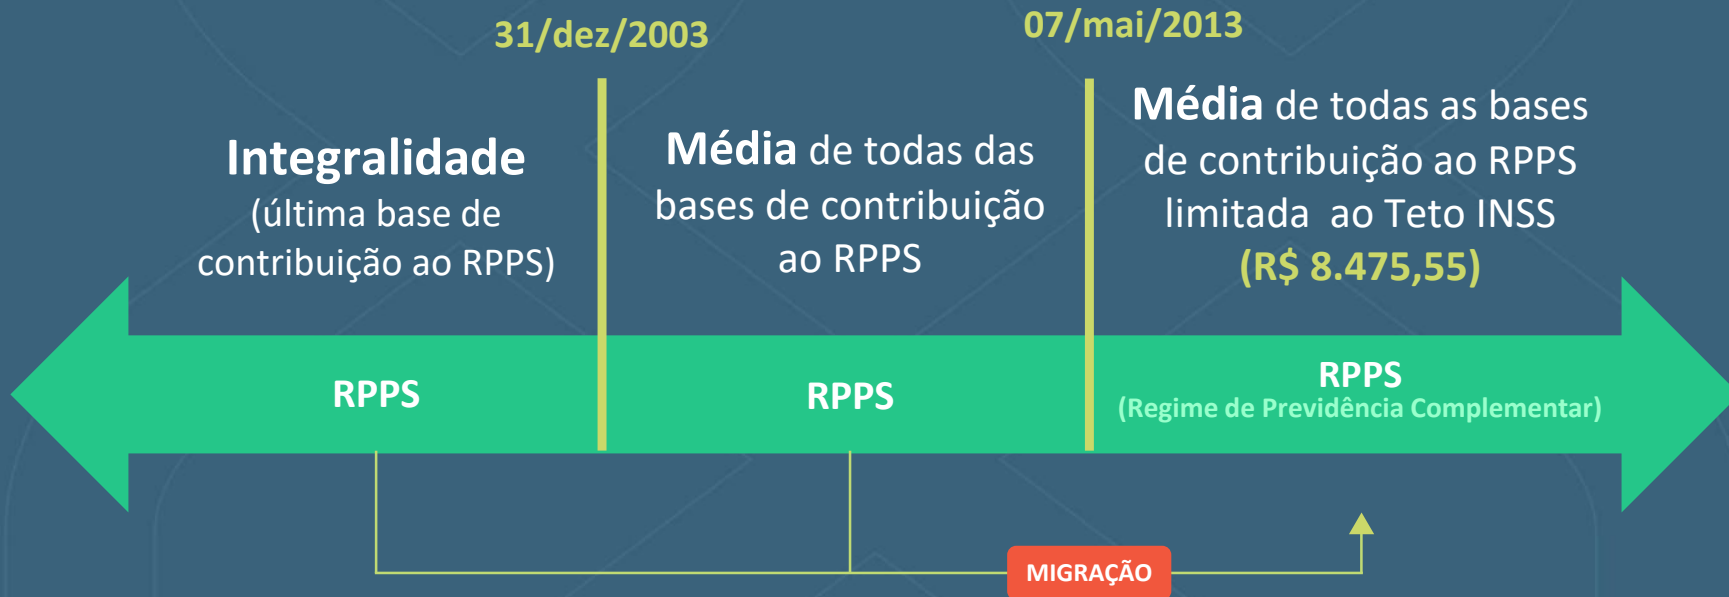 31/dez/2003
07/mai/2013
Integralidade
(última base de
contribuição ao RPPS)
Média de todas das
bases de contribuição
ao RPPS
Média de todas as bases
de contribuição ao RPPS
limitada ao Teto INSS
(R$ 8.475,55)
RPPS
RPPS
RPPS
(Regime de Previdência Complementar)
MIGRAÇÃO